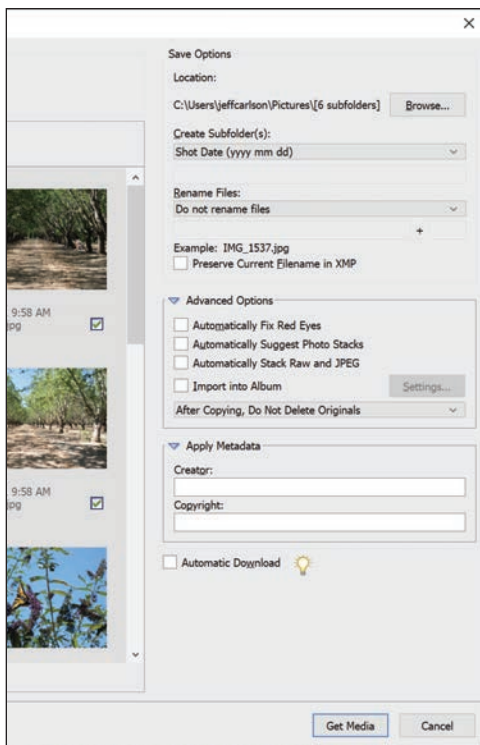 Save Options
Location:
C:\Users\jeffcarlson\Pictures\[6 subfolders] Browse...
Create Subfolder(s):
Shot Date (yyyy mm dd)
Rename Files:
Do not rename files
+
Example: IMG_1537.jpg
Preserve Current Filename in XMP
9:58 AM
jpg
Advanced Options
Automatically Fix Red Eyes
Automatically Suggest Photo Stacks
Automatically Stack Raw and JPEG
Import into Album Settings...
After Copying, Do Not Delete Originals
Apply Metadata
Creator:
9:58 AM
jpg
Copyright:
Automatic Download
Get Media Cancel